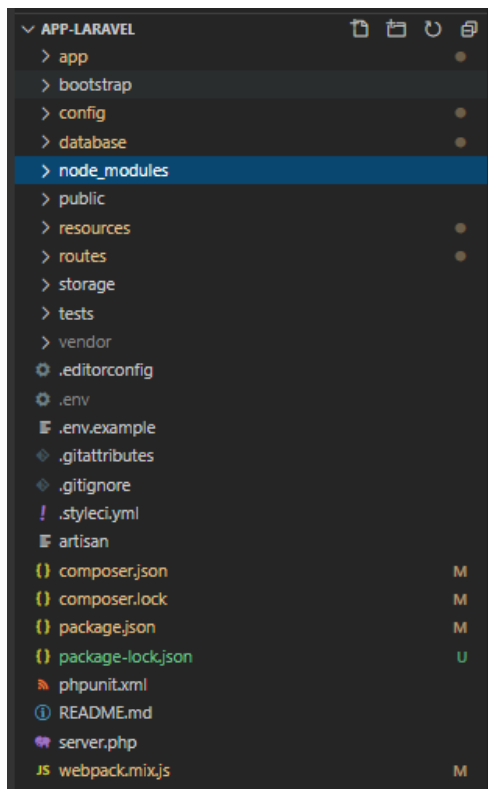 APP-LARAVEL
app
bootstrap
config
database
node_modules
public
resources
routes
storage
tests
vendor
.editorconfig
.env
.env.example
.gitattributes
.gitignore
! .styleci.yml
artisan
{} composer.json M
{} composer.lock M
{} package.json M
{} package-lock.json U
phpunit.xml
README.md
server.php
JS webpack.mix.js M